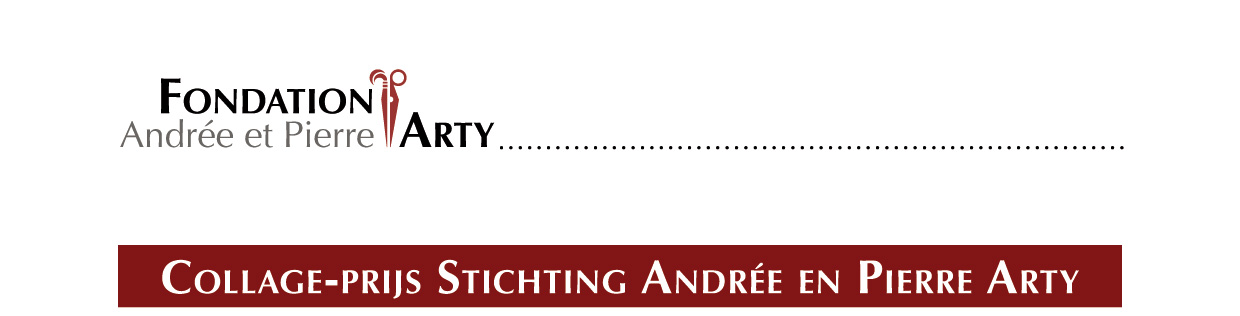 Fondation
Andrée et Pierre Arty
Collage-prijs Stichting Andrée en Pierre Arty